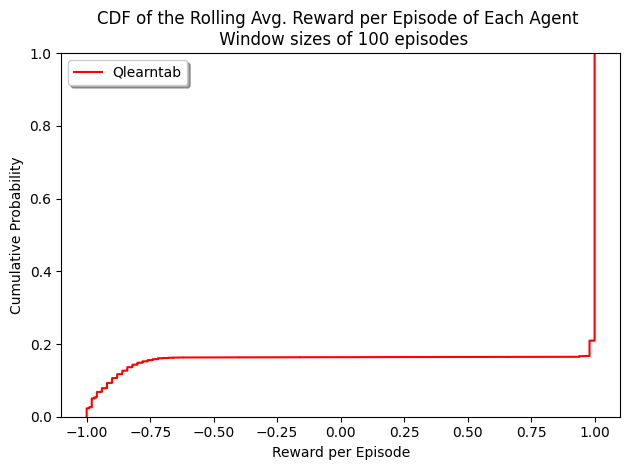 CDF of the Rolling Avg. Reward per Episode of Each Agent
Window sizes of 100 episodes
Qlearntab
Cumulative Probability
1.0
0.8
0.6
0.4
0.2
0.0
−1.00 −0.75 −0.50 −0.25 0.00 0.25 0.50 0.75 1.00
Reward per Episode